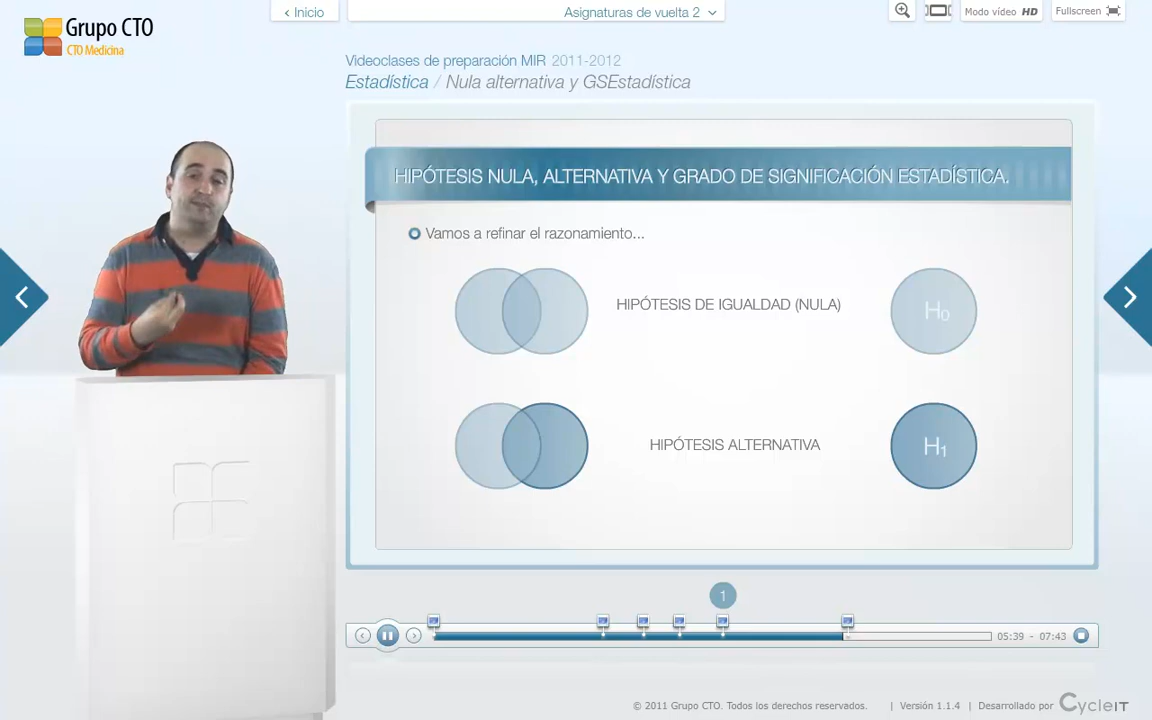 Grupo CTO
CTO Medicina
‹ Inicio
Asignaturas de vuelta 2
Modo vídeo HD
Fullscreen
Videoclases de preparación MIR 2011-2012
Estadística / Nula alternativa y GSEstadística
HIPÓTESIS NULA, ALTERNATIVA Y GRADO DE SIGNIFICACIÓN ESTADÍSTICA.
Vamos a refinar el razonamiento...
HIPÓTESIS DE IGUALDAD (NULA)
H₀
HIPÓTESIS ALTERNATIVA
H₁
1
05:39 - 07:43
© 2011 Grupo CTO. Todos los derechos reservados. | Versión 1.1.4 | Desarrollado por CycleIT